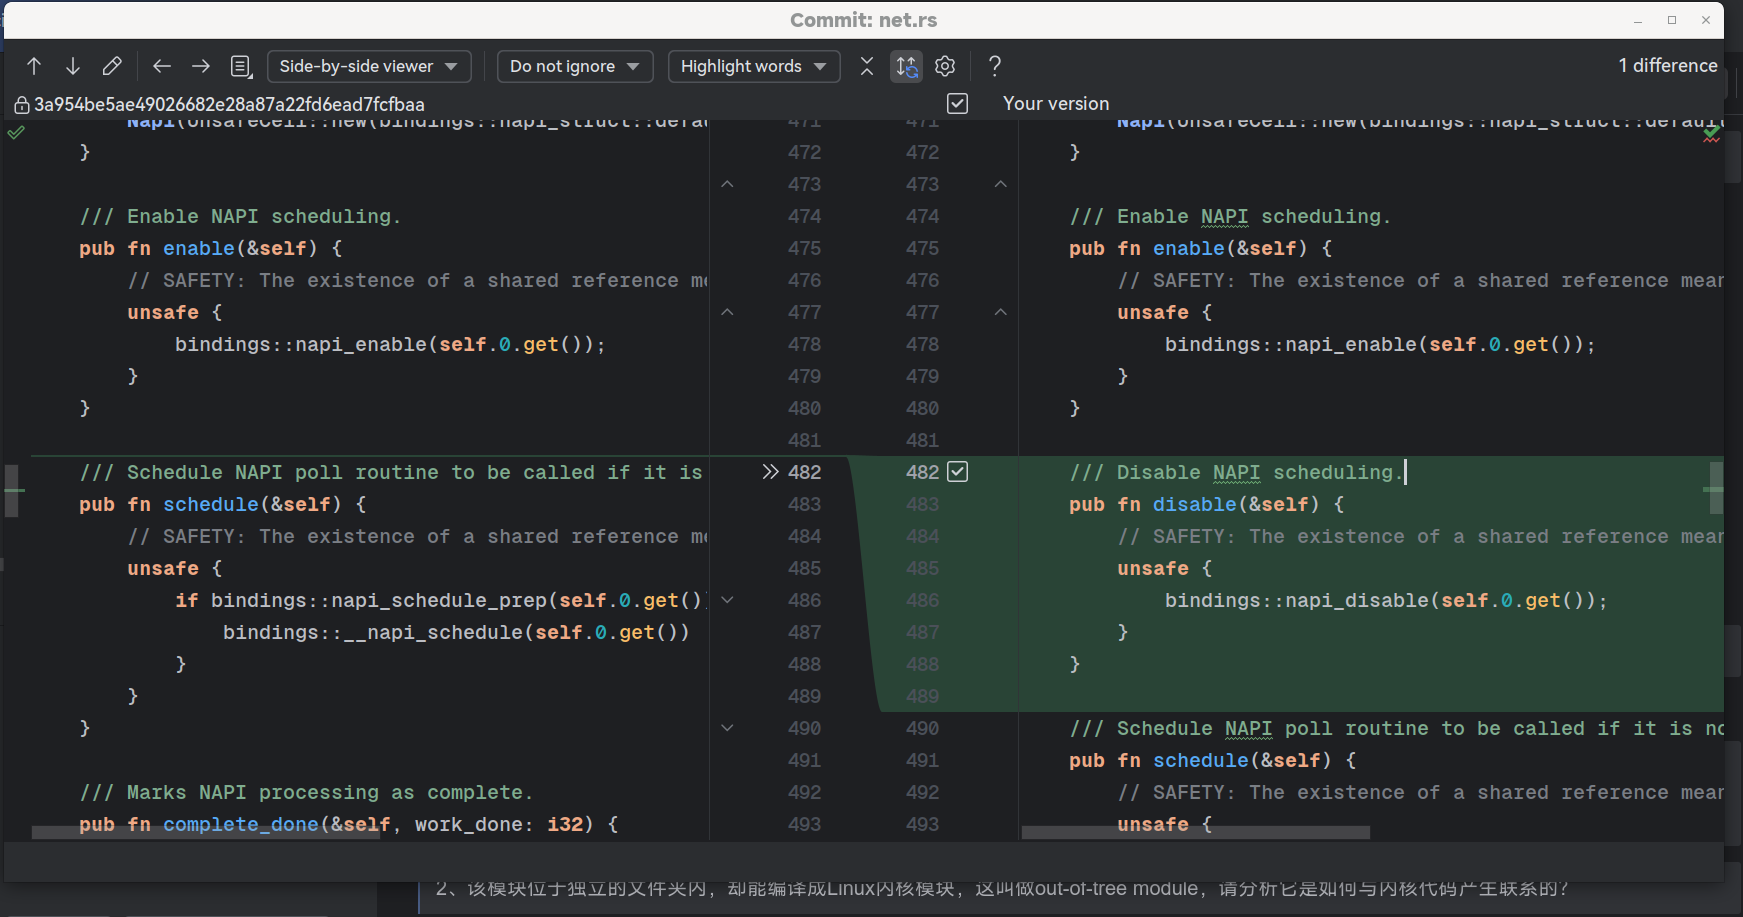 Commit: net.rs
Side-by-side viewer
Do not ignore
Highlight words
?
1 difference
3a954be5ae49026682e28a87a22fd6ead7fcfbaa
Your version
Napi(UnsafeCell::new(bindings::napi_struct::defau
471
471
Napi(UnsafeCell::new(bindings::napi_struct::default
}
472
472
}
473
473
/// Enable NAPI scheduling.
474
474
/// Enable NAPI scheduling.
pub fn enable(&self) {
475
475
pub fn enable(&self) {
// SAFETY: The existence of a shared reference me
476
476
// SAFETY: The existence of a shared reference mean
unsafe {
477
477
unsafe {
bindings::napi_enable(self.0.get());
478
478
bindings::napi_enable(self.0.get());
}
479
479
}
}
480
480
}
481
481
/// Schedule NAPI poll routine to be called if it is
482
482
/// Disable NAPI scheduling.
pub fn schedule(&self) {
483
483
pub fn disable(&self) {
// SAFETY: The existence of a shared reference me
484
484
// SAFETY: The existence of a shared reference mean
unsafe {
485
485
unsafe {
if bindings::napi_schedule_prep(self.0.get())
486
486
bindings::napi_disable(self.0.get());
bindings::__napi_schedule(self.0.get())
487
487
}
}
488
488
}
}
489
489
}
490
490
/// Schedule NAPI poll routine to be called if it is no
491
491
pub fn schedule(&self) {
/// Marks NAPI processing as complete.
492
492
// SAFETY: The existence of a shared reference mean
pub fn complete_done(&self, work_done: i32) {
493
493
unsafe {
2、该模块位于独立的文件夹内，却能编译成Linux内核模块，这叫做out-of-tree module，请分析它是如何与内核代码产生联系的？